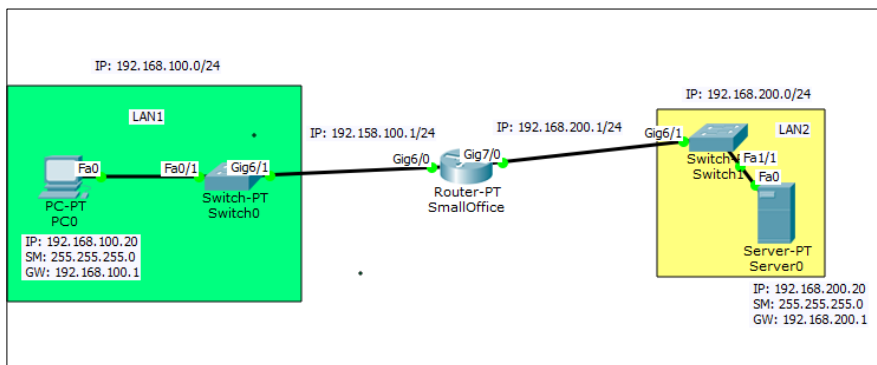 IP: 192.168.100.0/24
IP: 192.168.200.0/24
LAN1
LAN2
IP: 192.158.100.1/24
IP: 192.168.200.1/24
Gig6/1
Fa0
Fa0/1
Gig6/1
Gig6/0
Gig7/0
Switch-
Switch1
Fa1/1
Fa0
PC-PT
PC0
Switch-PT
Switch0
Router-PT
SmallOffice
Server-PT
Server0
IP: 192.168.100.20
SM: 255.255.255.0
GW: 192.168.100.1
IP: 192.168.200.20
SM: 255.255.255.0
GW: 192.168.200.1